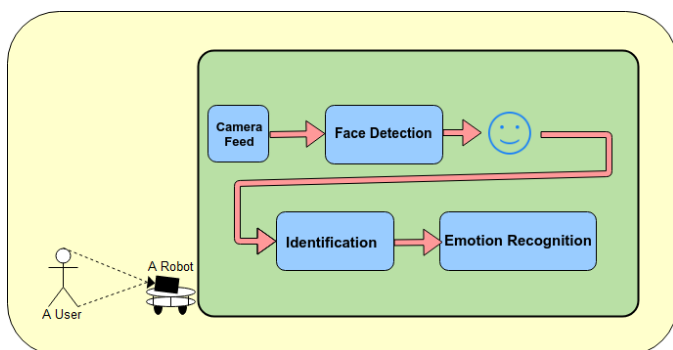 Camera
Feed
Face Detection
Identification
Emotion Recognition
A Robot
A User